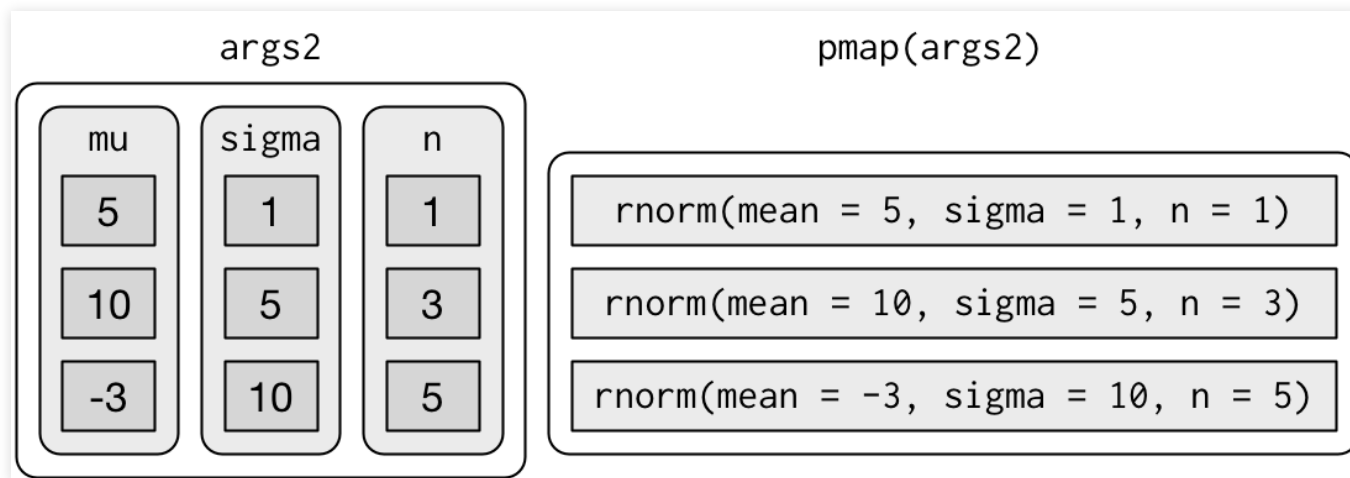 args2
pmap(args2)
mu sigma n
5 1 1
rnorm(mean = 5, sigma = 1, n = 1)
10 5 3
rnorm(mean = 10, sigma = 5, n = 3)
-3 10 5
rnorm(mean = -3, sigma = 10, n = 5)